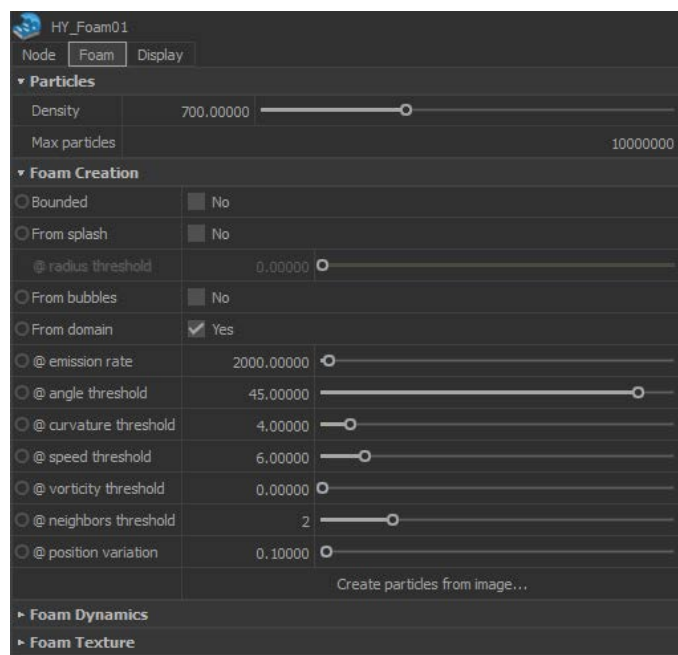 HY_Foam01
Node Foam Display
Particles
Density 700.00000
Max particles 10000000
Foam Creation
Bounded No
From splash No
@ radius threshold 0.00000
From bubbles No
From domain Yes
@ emission rate 2000.00000
@ angle threshold 45.00000
@ curvature threshold 4.00000
@ speed threshold 6.00000
@ vorticity threshold 0.00000
@ neighbors threshold 2
@ position variation 0.10000
Create particles from image...
Foam Dynamics
Foam Texture